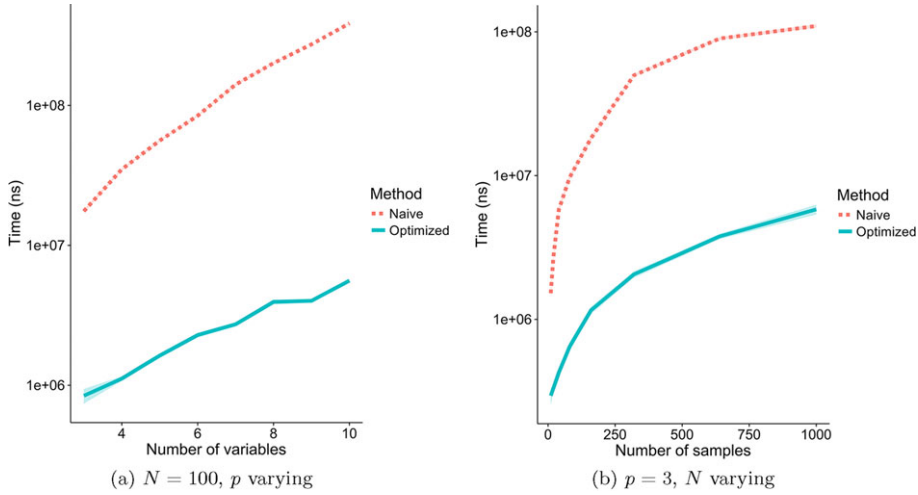 1e+08
1e+07
1e+06
Time (ns)
4
6
8
10
Number of variables
Method
Naive
Optimized
(a) N = 100, p varying
1e+08
1e+07
1e+06
Time (ns)
0
250
500
750
1000
Number of samples
Method
Naive
Optimized
(b) p = 3, N varying